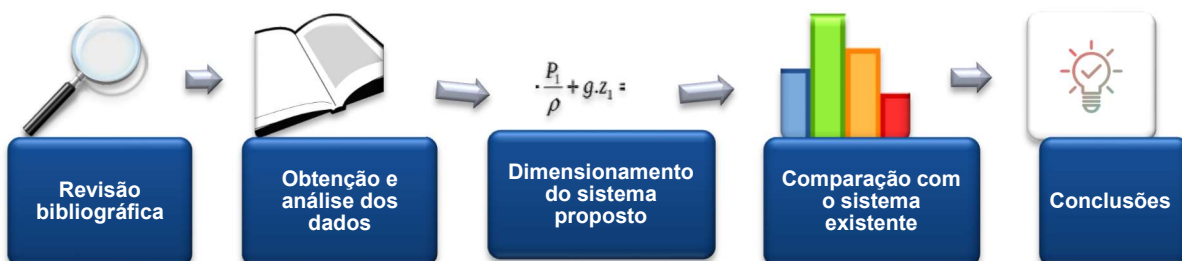 ·P₁/ρ + g.z₁ =
Revisão
bibliográfica
Obtenção e
análise dos
dados
Dimensionamento
do sistema
proposto
Comparação com
o sistema
existente
Conclusões